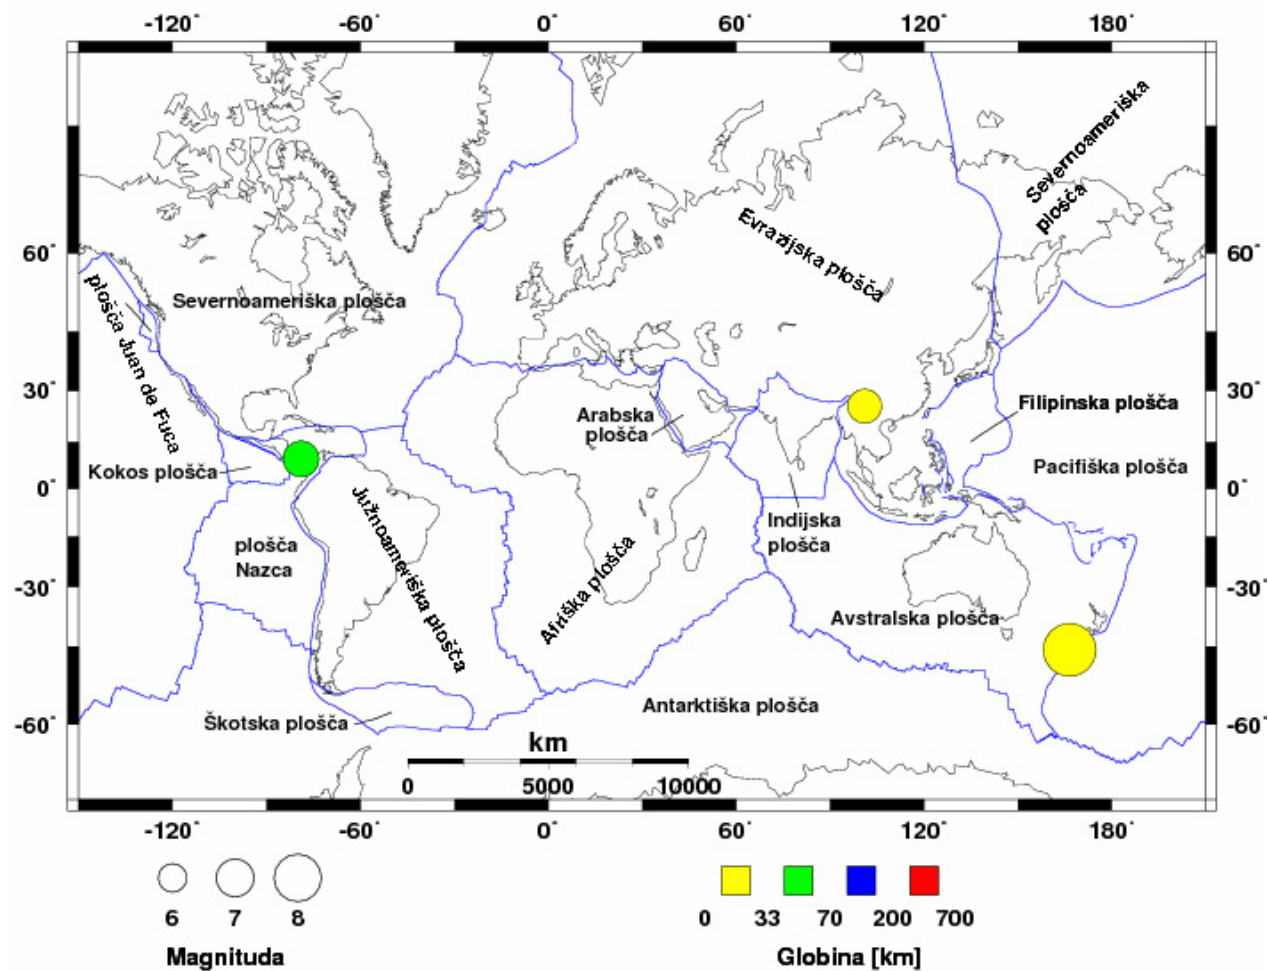 -120° -60° 0° 60° 120° 180°
60° 60°
30° 30°
0° 0°
-30° -30°
-60° -60°
Severnoameriška
plošča
Evrazijska plošča
Severnoameriška plošča
plošča Juan de Fuca
Arabska
plošča
Filipinska plošča
Kokos plošča
Pacifiška plošča
Južnoameriška plošča
Indijska
plošča
plošča
Nazca
Afriška plošča
Avstralska plošča
Antarktiška plošča
Škotska plošča
km
0 5000 10000
-120° -60° 0° 60° 120° 180°
6 7 8
Magnituda
0 33 70 200 700
Globina [km]